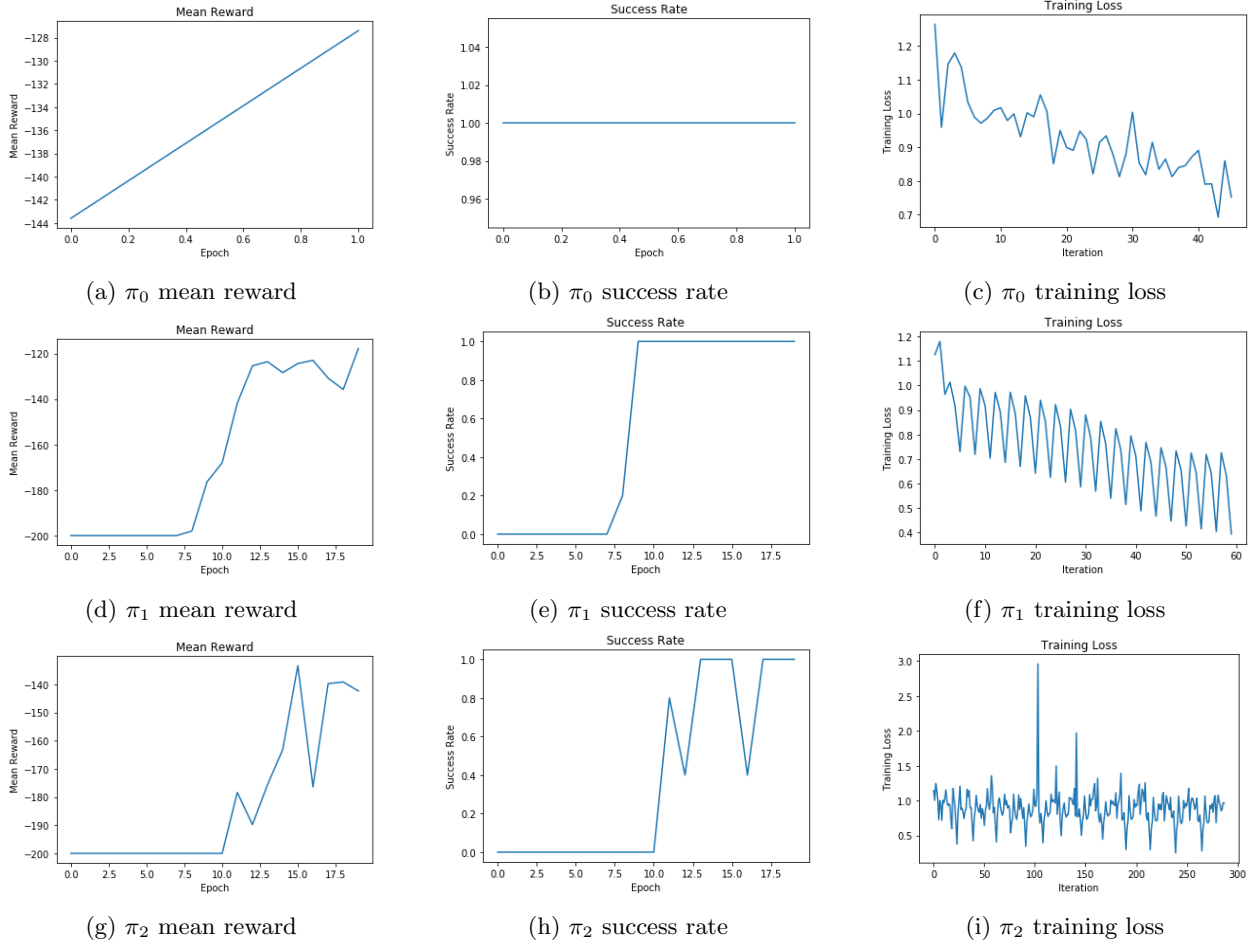 Mean Reward
−128
−130
−132
−134
−136
−138
−140
−142
−144
Mean Reward
0.0 0.2 0.4 0.6 0.8 1.0
Epoch
(a) π₀ mean reward
Success Rate
1.04
1.02
1.00
0.98
0.96
Success Rate
0.0 0.2 0.4 0.6 0.8 1.0
Epoch
(b) π₀ success rate
Training Loss
1.2
1.1
1.0
0.9
0.8
0.7
Training Loss
0 10 20 30 40
Iteration
(c) π₀ training loss
Mean Reward
−120
−140
−160
−180
−200
Mean Reward
0.0 2.5 5.0 7.5 10.0 12.5 15.0 17.5
Epoch
(d) π₁ mean reward
Success Rate
1.0
0.8
0.6
0.4
0.2
0.0
Success Rate
0.0 2.5 5.0 7.5 10.0 12.5 15.0 17.5
Epoch
(e) π₁ success rate
Training Loss
1.2
1.1
1.0
0.9
0.8
0.7
0.6
0.5
0.4
Training Loss
0 10 20 30 40 50 60
Iteration
(f) π₁ training loss
Mean Reward
−140
−150
−160
−170
−180
−190
−200
Mean Reward
0.0 2.5 5.0 7.5 10.0 12.5 15.0 17.5
Epoch
(g) π₂ mean reward
Success Rate
1.0
0.8
0.6
0.4
0.2
0.0
Success Rate
0.0 2.5 5.0 7.5 10.0 12.5 15.0 17.5
Epoch
(h) π₂ success rate
Training Loss
3.0
2.5
2.0
1.5
1.0
0.5
Training Loss
0 50 100 150 200 250 300
Iteration
(i) π₂ training loss